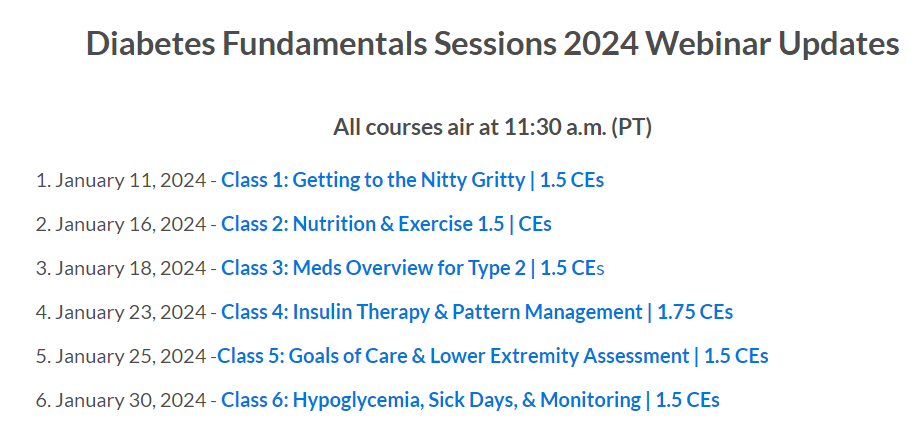 Diabetes Fundamentals Sessions 2024 Webinar Updates
All courses air at 11:30 a.m. (PT)
1. January 11, 2024 - Class 1: Getting to the Nitty Gritty | 1.5 CEs
2. January 16, 2024 - Class 2: Nutrition & Exercise 1.5 | CEs
3. January 18, 2024 - Class 3: Meds Overview for Type 2 | 1.5 CEs
4. January 23, 2024 - Class 4: Insulin Therapy & Pattern Management | 1.75 CEs
5. January 25, 2024 -Class 5: Goals of Care & Lower Extremity Assessment | 1.5 CEs
6. January 30, 2024 - Class 6: Hypoglycemia, Sick Days, & Monitoring | 1.5 CEs